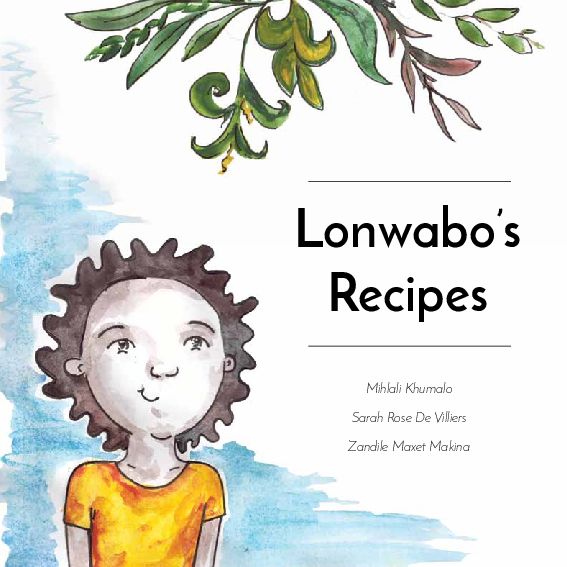 Lonwabo's
Recipes
Mihlali Khumalo
Sarah Rose De Villiers
Zandile Maxet Makina